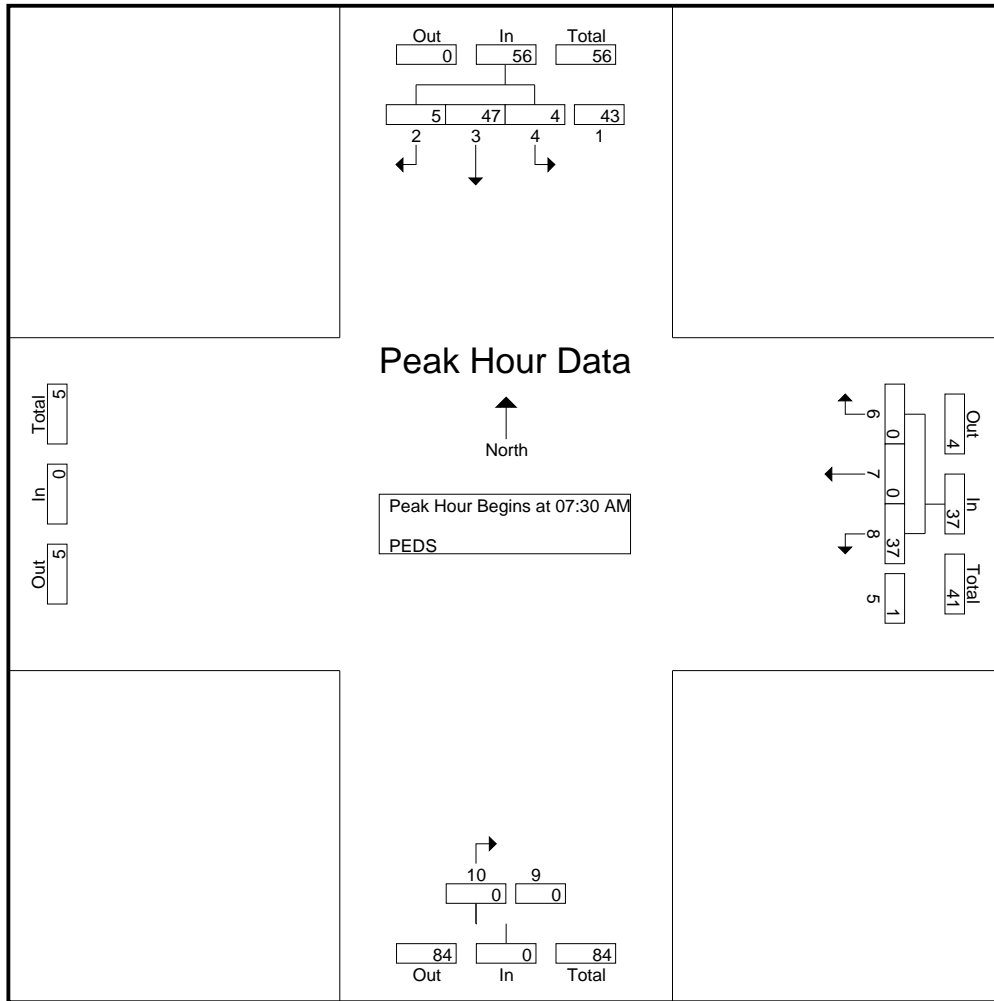 Out In Total
0 56 56
5 47 4 43
2 3 4 1
Peak Hour Data
North
Peak Hour Begins at 07:30 AM
PEDS
Total In Out
5 0 5
Out In Total
4 37 41
0 0 37 1
6 7 8 5
10 9
0 0
84 0 84
Out In Total